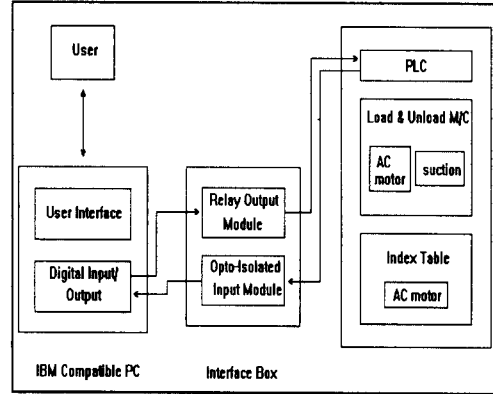 User
PLC
Load & Unload M/C
AC
motor
suction
User Interface
Relay Output
Module
Digital Input/
Output
Opto-Isolated
Input Module
Index Table
AC motor
IBM Compatible PC
Interface Box